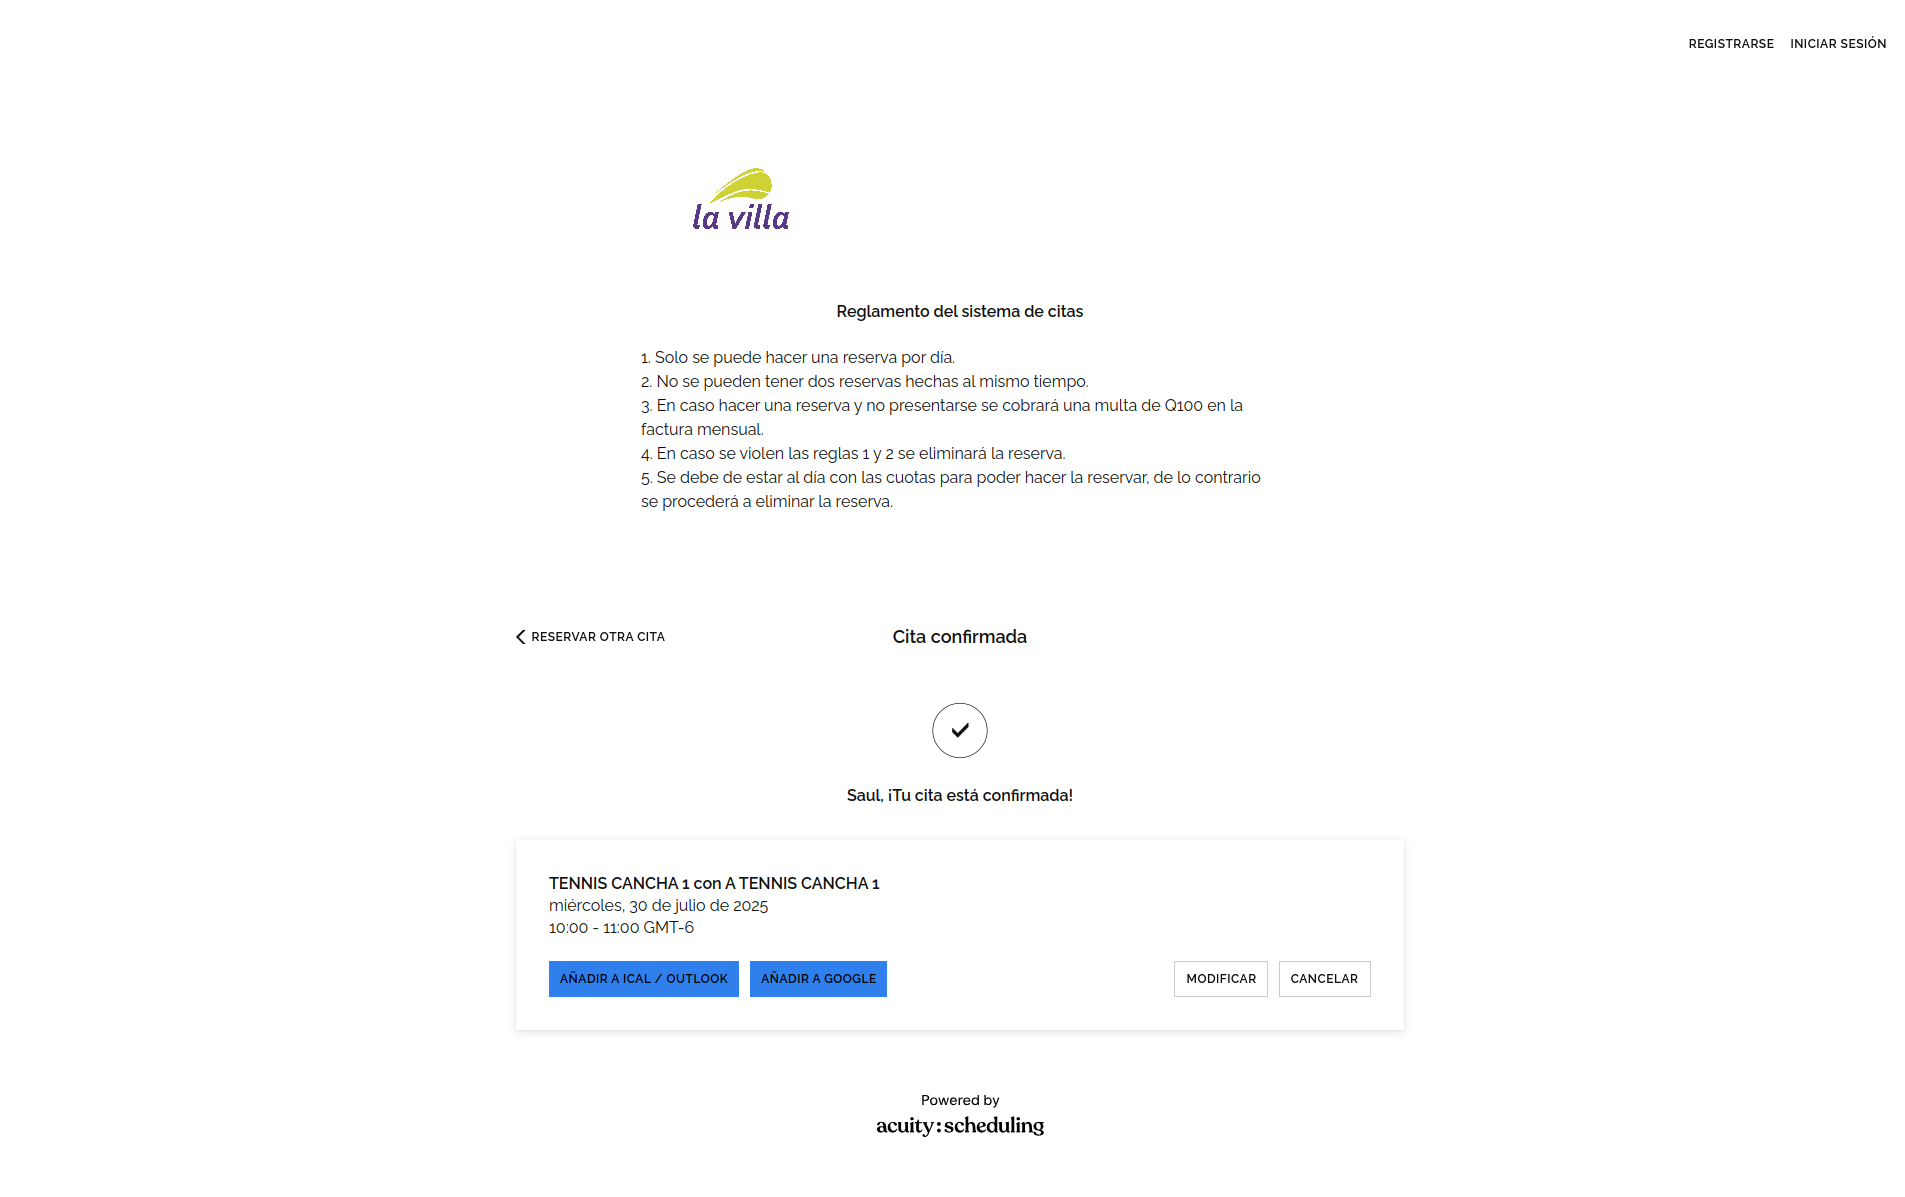 REGISTRARSE INICIAR SESIÓN
la villa
Reglamento del sistema de citas
1. Solo se puede hacer una reserva por día.
2. No se pueden tener dos reservas hechas al mismo tiempo.
3. En caso hacer una reserva y no presentarse se cobrará una multa de Q100 en la
factura mensual.
4. En caso se violen las reglas 1 y 2 se eliminará la reserva.
5. Se debe de estar al día con las cuotas para poder hacer la reservar, de lo contrario
se procederá a eliminar la reserva.
RESERVAR OTRA CITA
Cita confirmada
Saul, ¡Tu cita está confirmada!
TENNIS CANCHA 1 con A TENNIS CANCHA 1
miércoles, 30 de julio de 2025
10:00 - 11:00 GMT-6
AÑADIR A ICAL / OUTLOOK AÑADIR A GOOGLE MODIFICAR CANCELAR
Powered by
acuity:scheduling